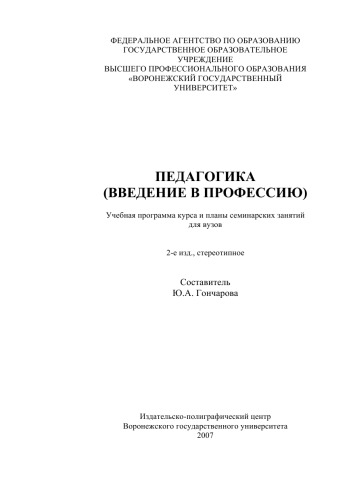 ФЕДЕРАЛЬНОЕ АГЕНТСТВО ПО ОБРАЗОВАНИЮ
ГОСУДАРСТВЕННОЕ ОБРАЗОВАТЕЛЬНОЕ
УЧРЕЖДЕНИЕ
ВЫСШЕГО ПРОФЕССИОНАЛЬНОГО ОБРАЗОВАНИЯ
«ВОРОНЕЖСКИЙ ГОСУДАРСТВЕННЫЙ
УНИВЕРСИТЕТ»
ПЕДАГОГИКА
(ВВЕДЕНИЕ В ПРОФЕССИЮ)
Учебная программа курса и планы семинарских занятий
для вузов
2-е изд., стереотипное
Составитель
Ю.А. Гончарова
Издательско-полиграфический центр
Воронежского государственного университета
2007